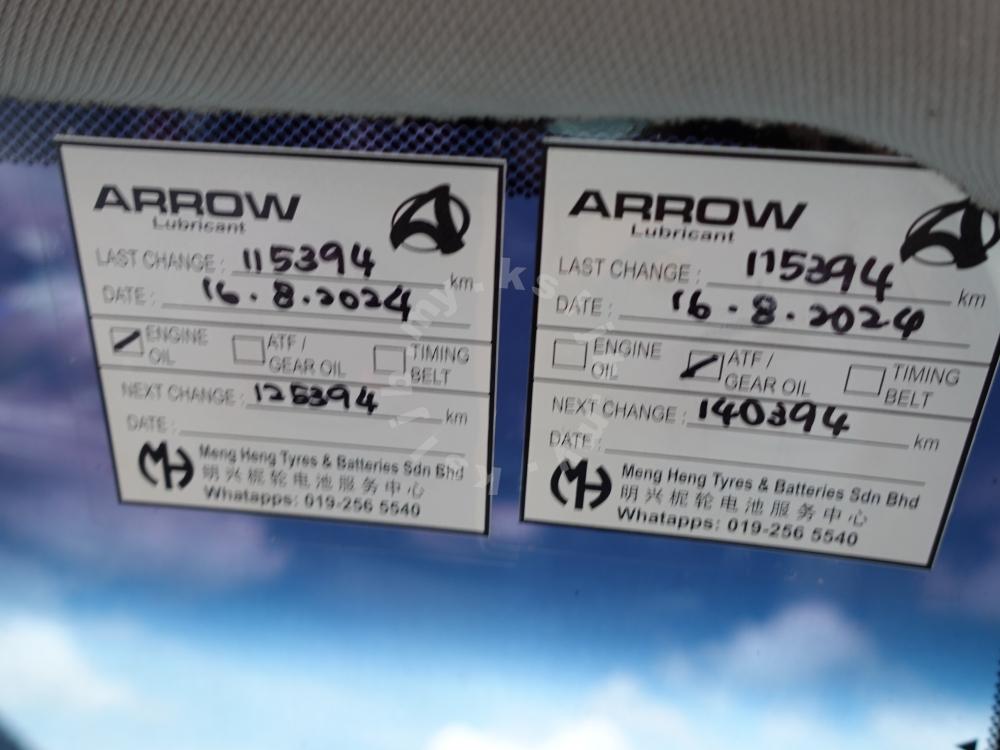 ARROW
Lubricant
LAST CHANGE: 115394 km
DATE: 16.8.2024
ENGINE OIL ATF / GEAR OIL TIMING BELT
NEXT CHANGE: 125394 km
DATE:
MH Meng Heng Tyres & Batteries Sdn Bhd
明兴枙轮电池服务中心
Whatapps: 019-256 5540
ARROW
Lubricant
LAST CHANGE: 115394 km
DATE: 16.8.2024
ENGINE OIL ATF / GEAR OIL TIMING BELT
NEXT CHANGE: 140394 km
DATE:
MH Meng Heng Tyres & Batteries Sdn Bhd
明兴枙轮电池服务中心
Whatapps: 019-256 5540